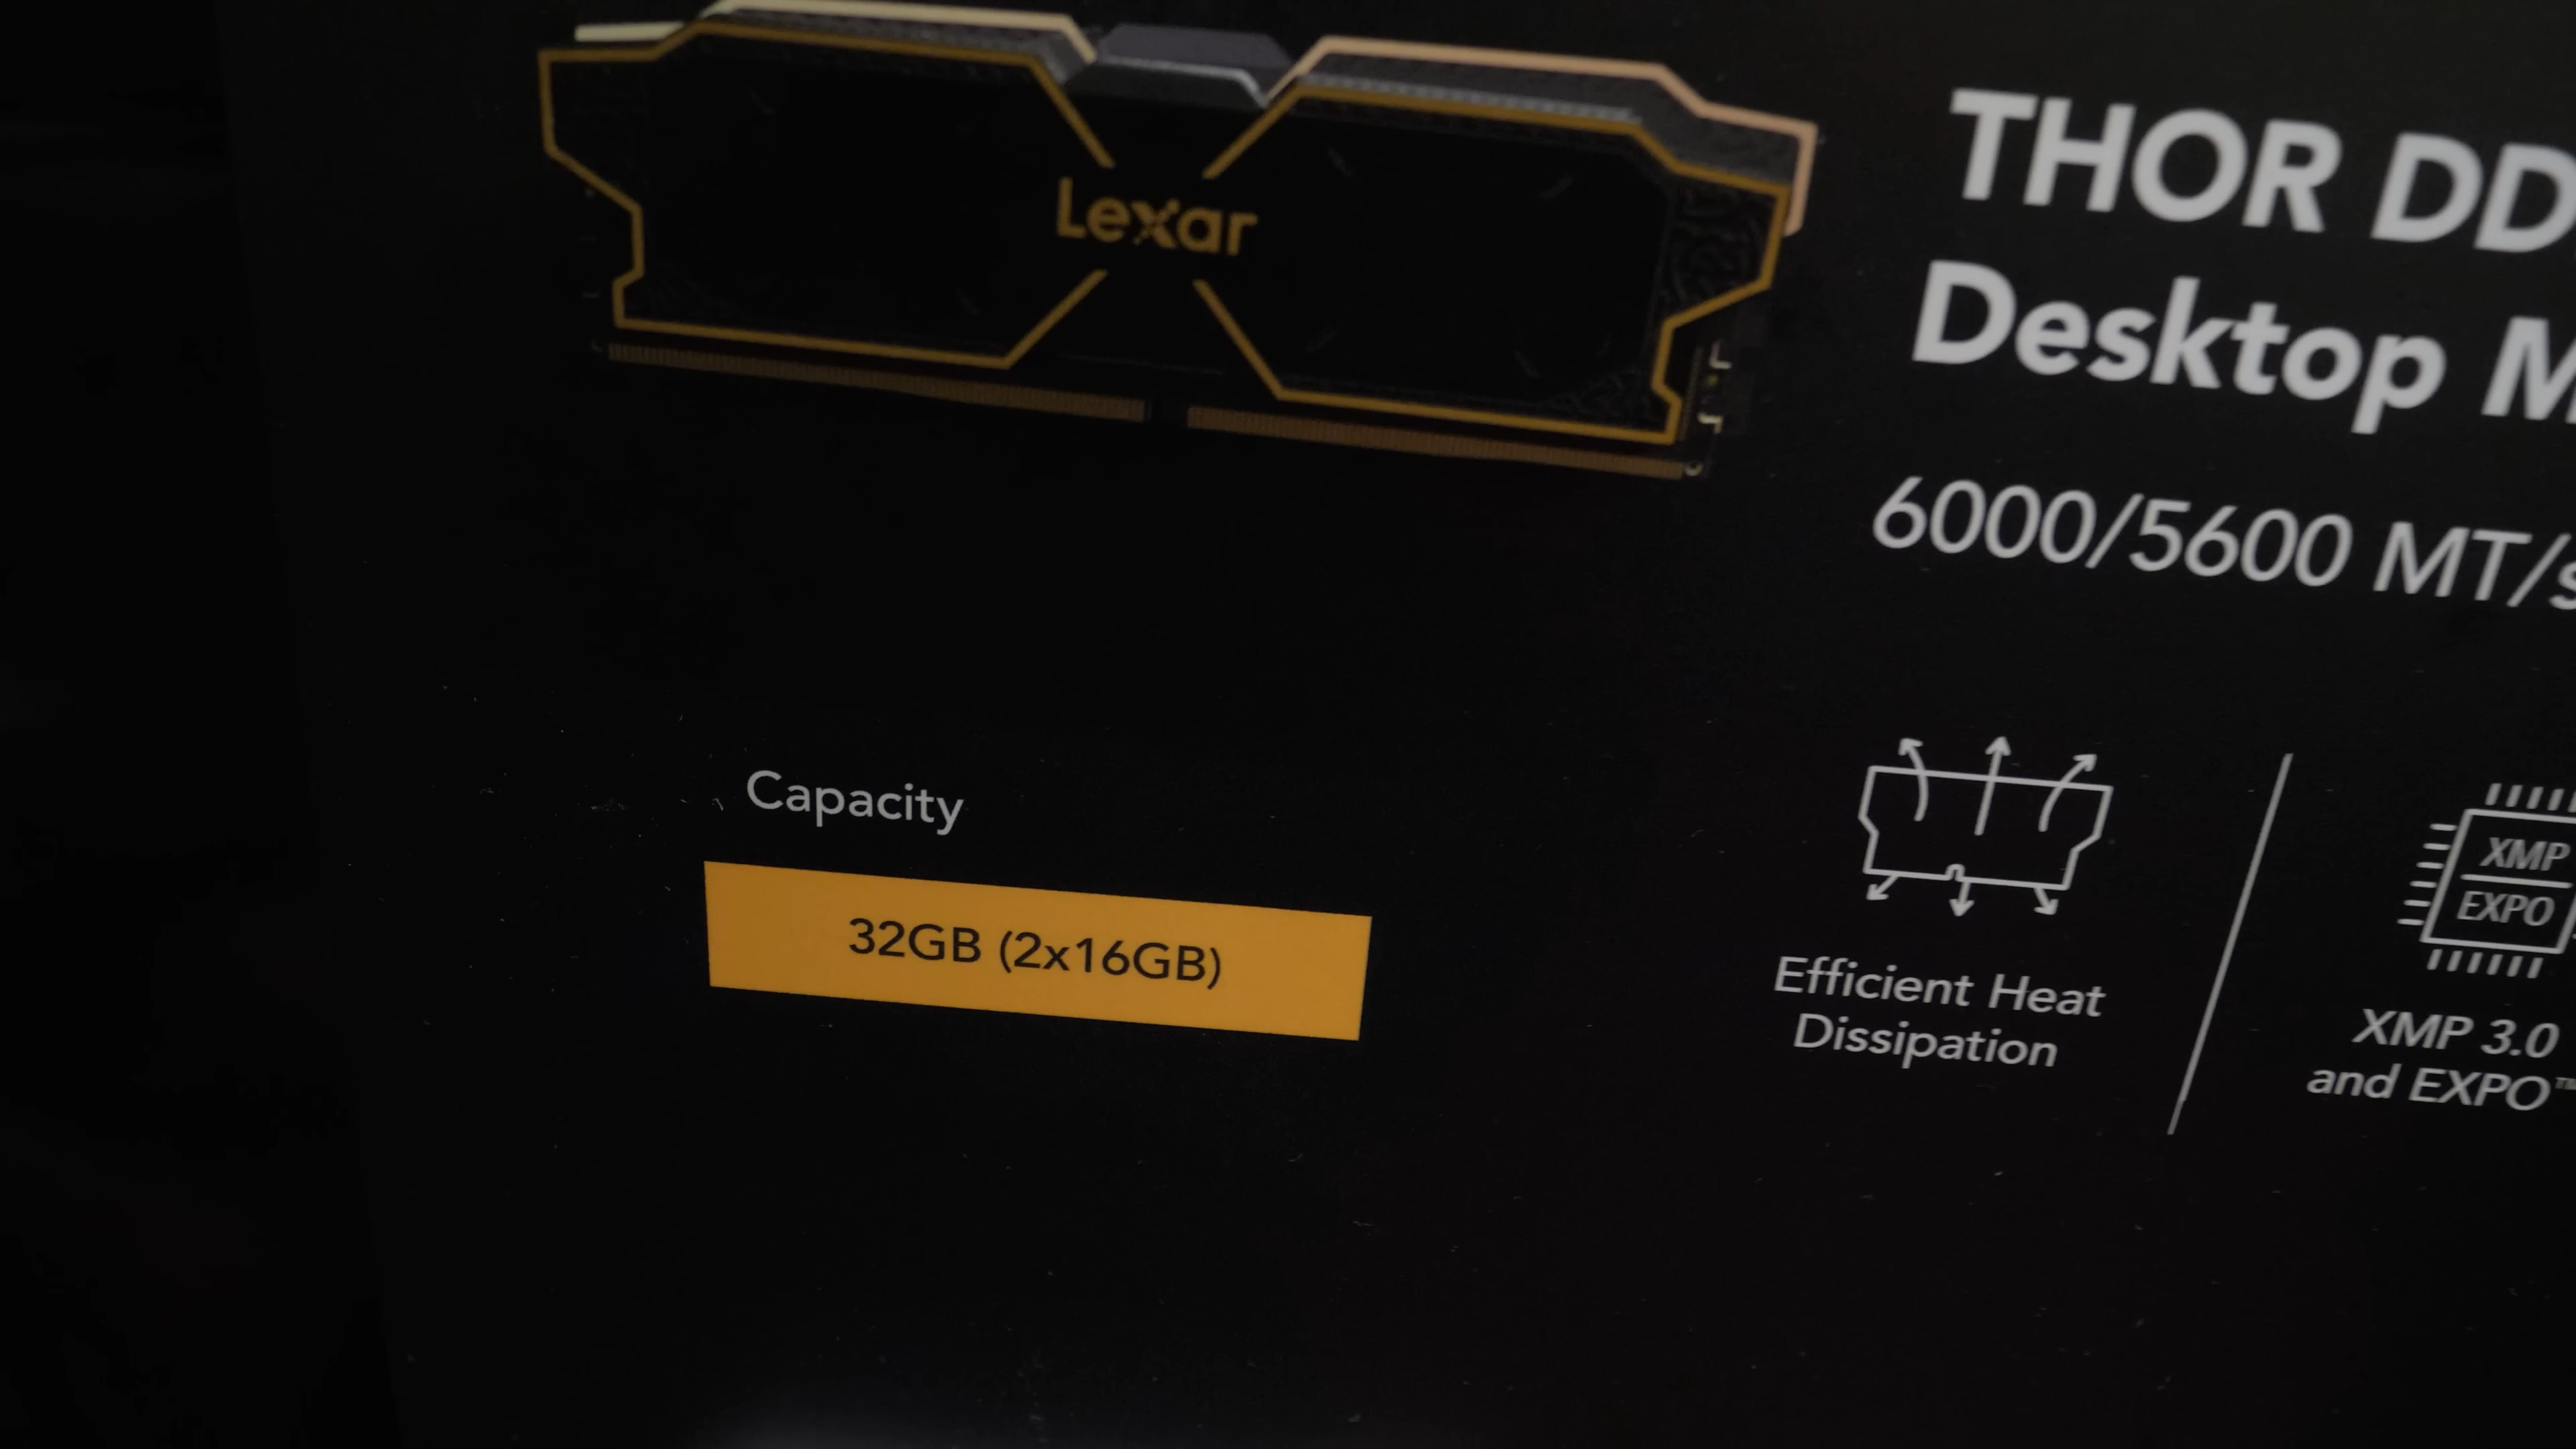 Lexar
THOR DD
Desktop M
6000/5600 MT/s
Capacity
32GB (2x16GB)
Efficient Heat
Dissipation
XMP
EXPO
XMP 3.0
and EXPO™